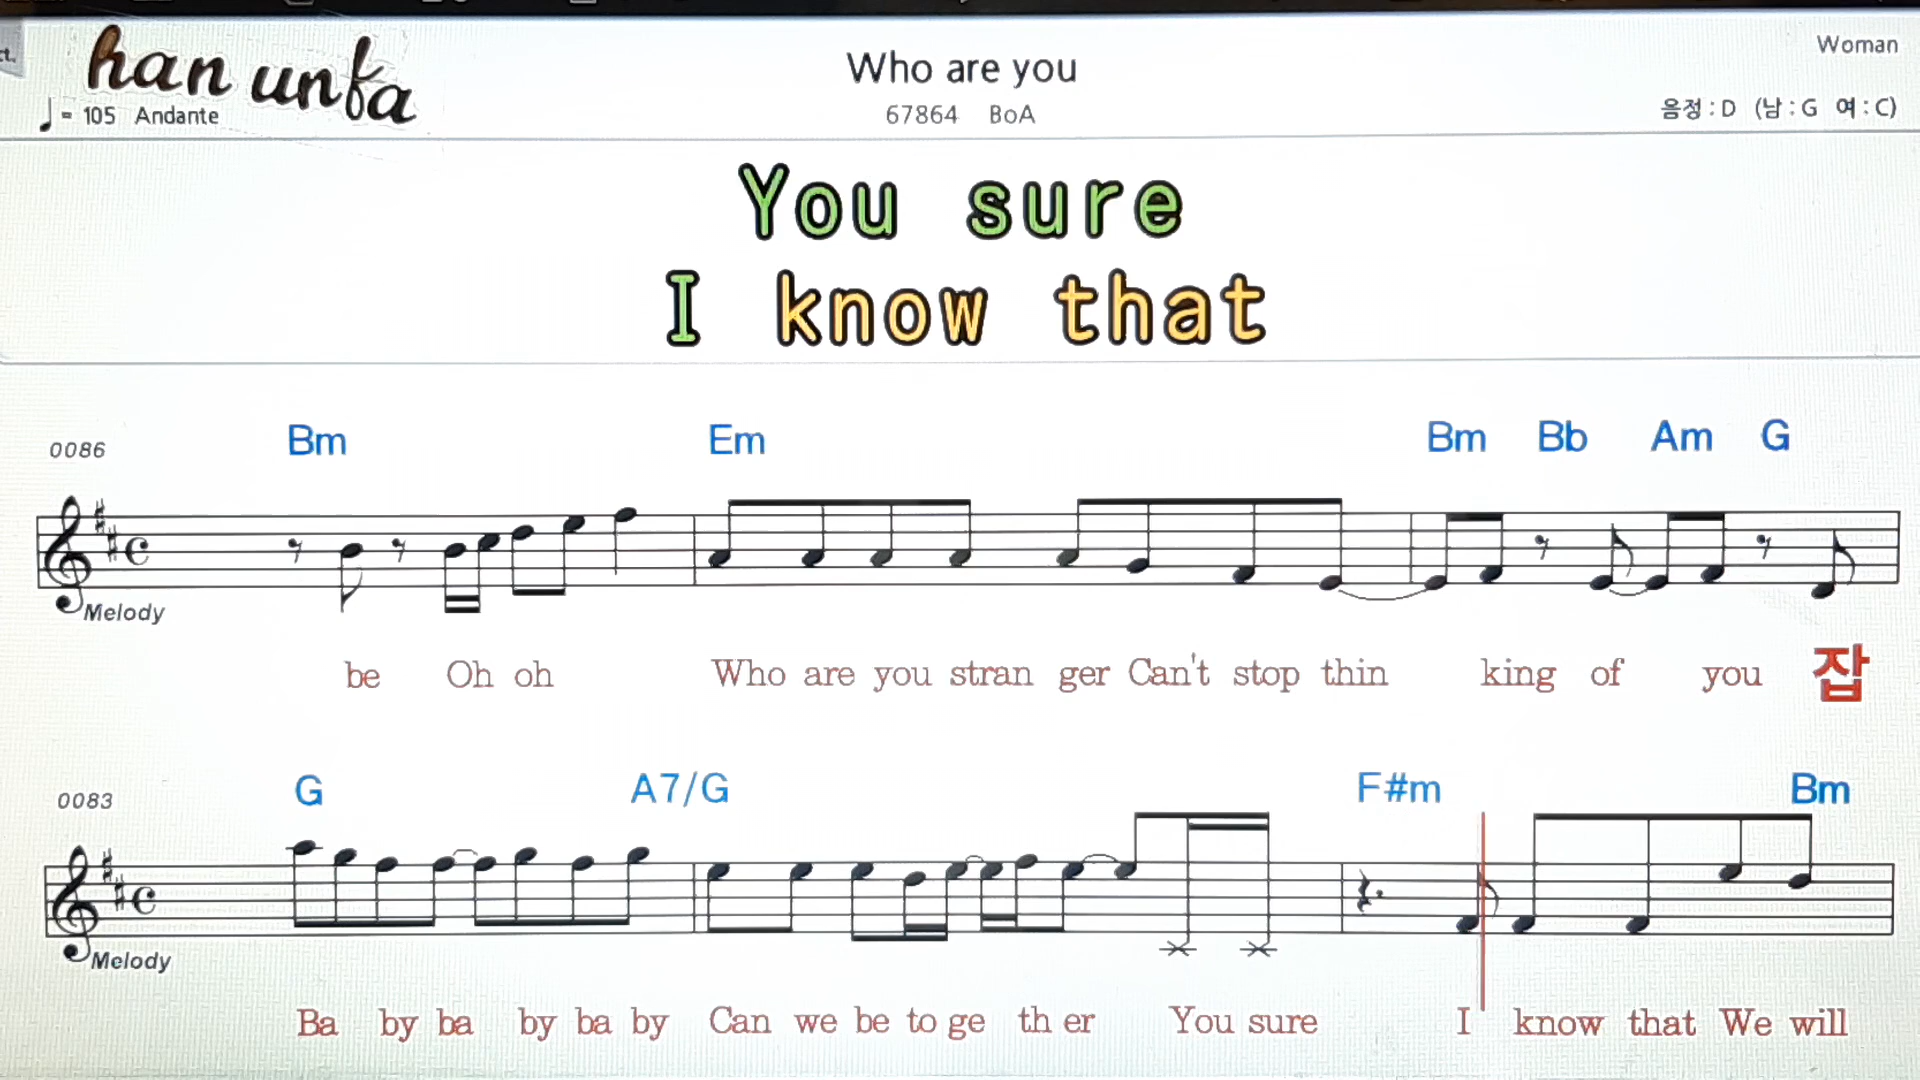 ct.
han unfa
Who are you
Woman
= 105 Andante
67864 BoA
음정 : D (남 : G 여 : C)
You sure
I know that
0086 Bm Em Bm Bb Am G
Melody
be Oh oh Who are you stran ger Can't stop thin king of you 잡
0083 G A7/G F#m Bm
Melody
Ba by ba by ba by Can we be to ge th er You sure I know that We will